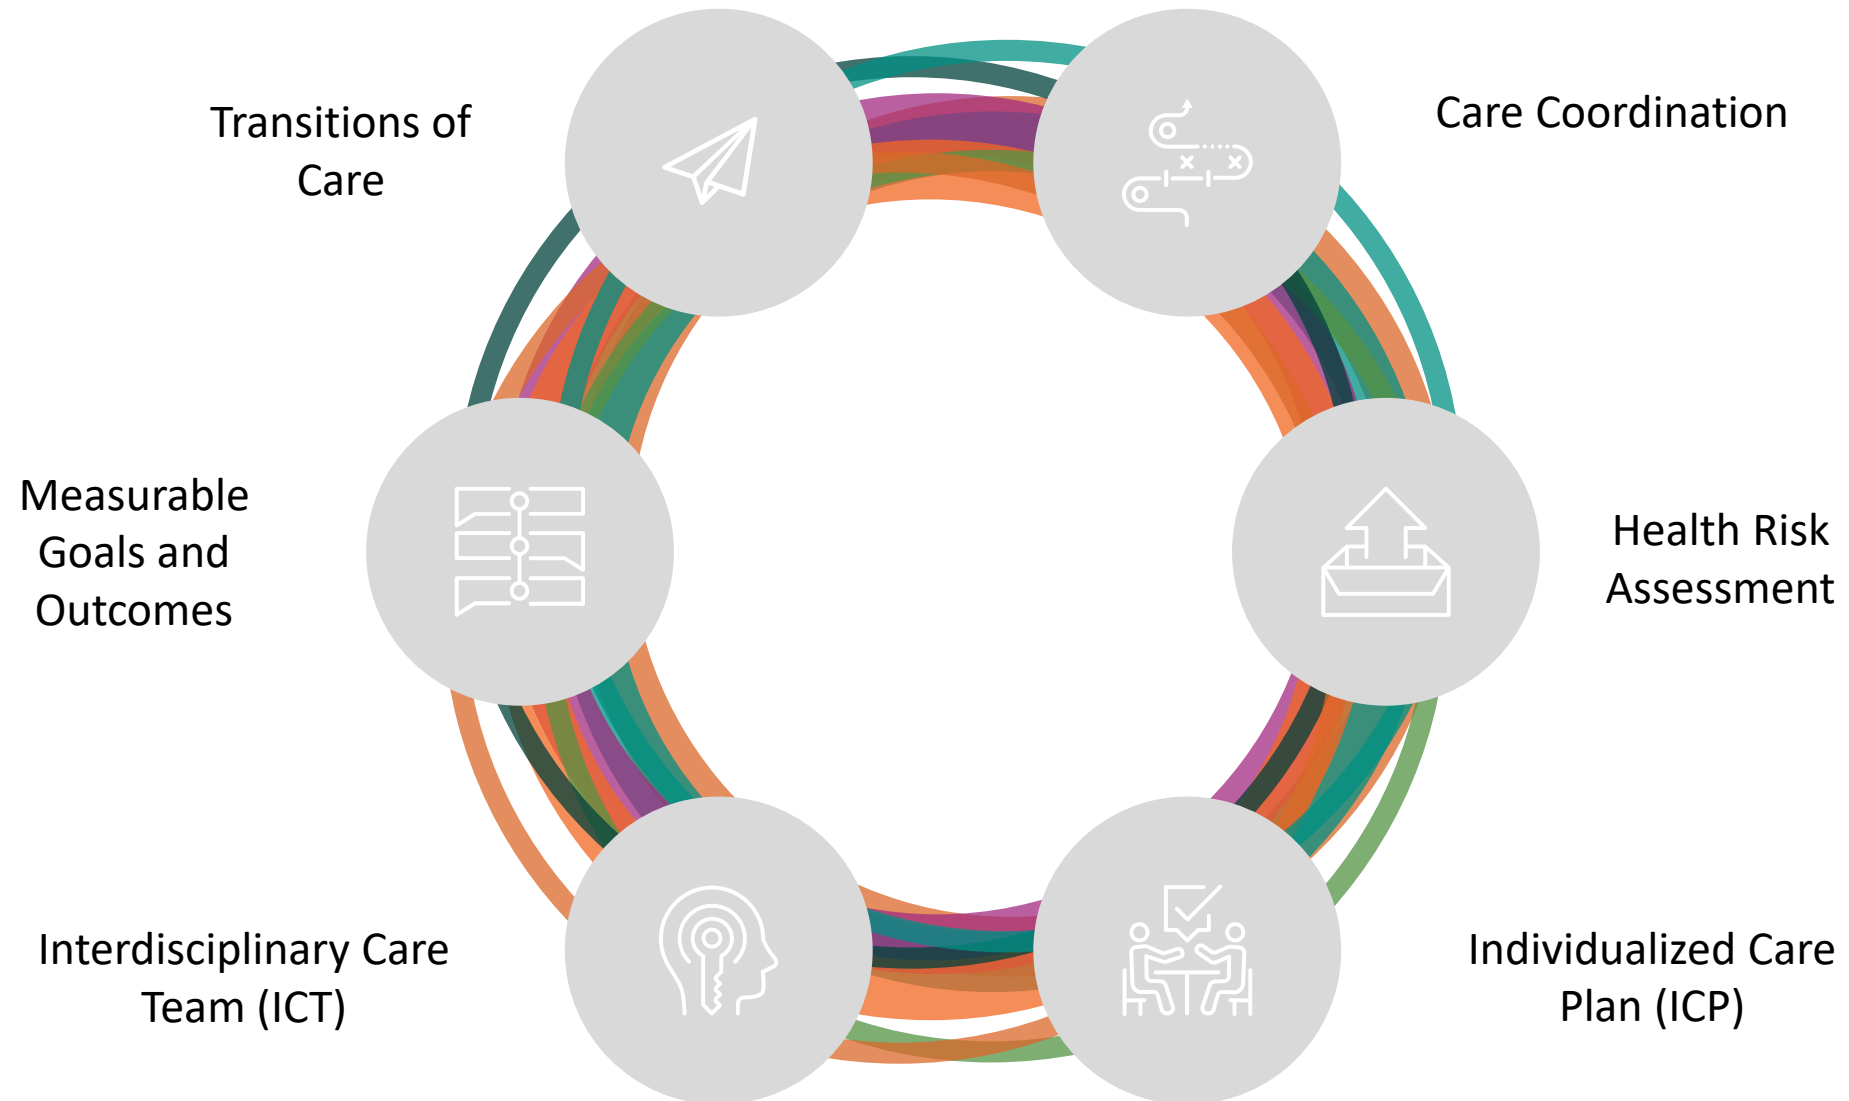 Transitions of
Care
Care Coordination
Measurable
Goals and
Outcomes
Health Risk
Assessment
Interdisciplinary Care
Team (ICT)
Individualized Care
Plan (ICP)